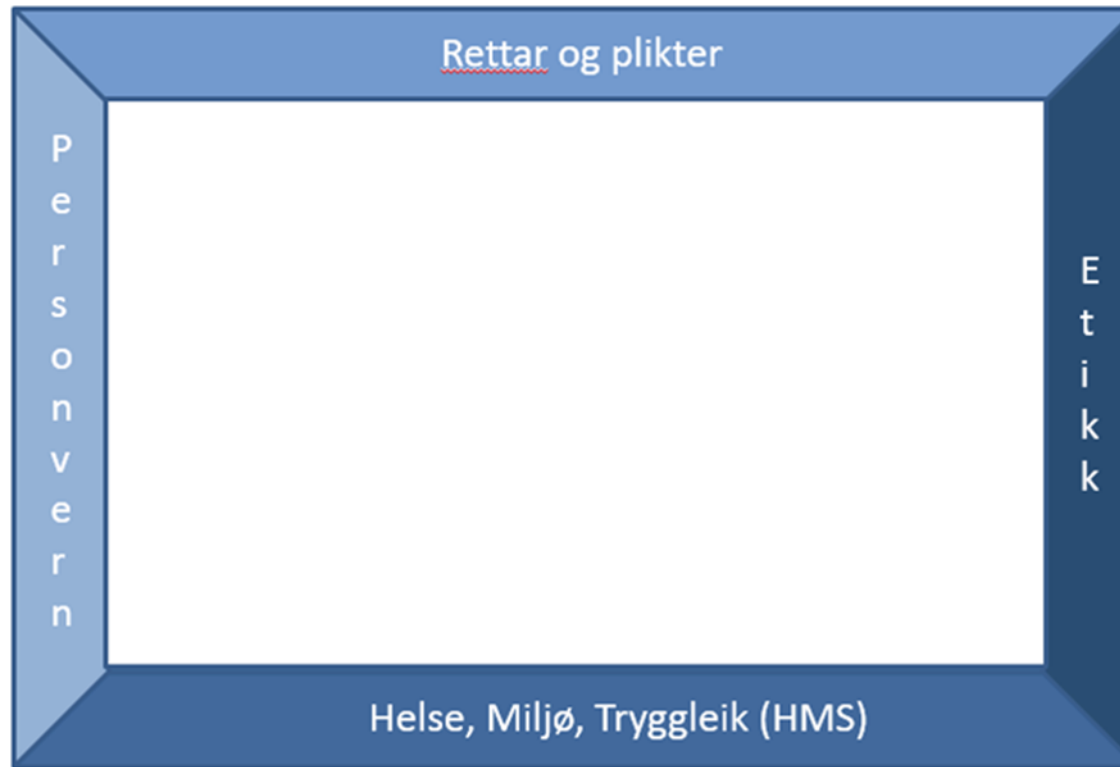 Rettar og plikter
Personvern
Etikk
Helse, Miljø, Tryggleik (HMS)